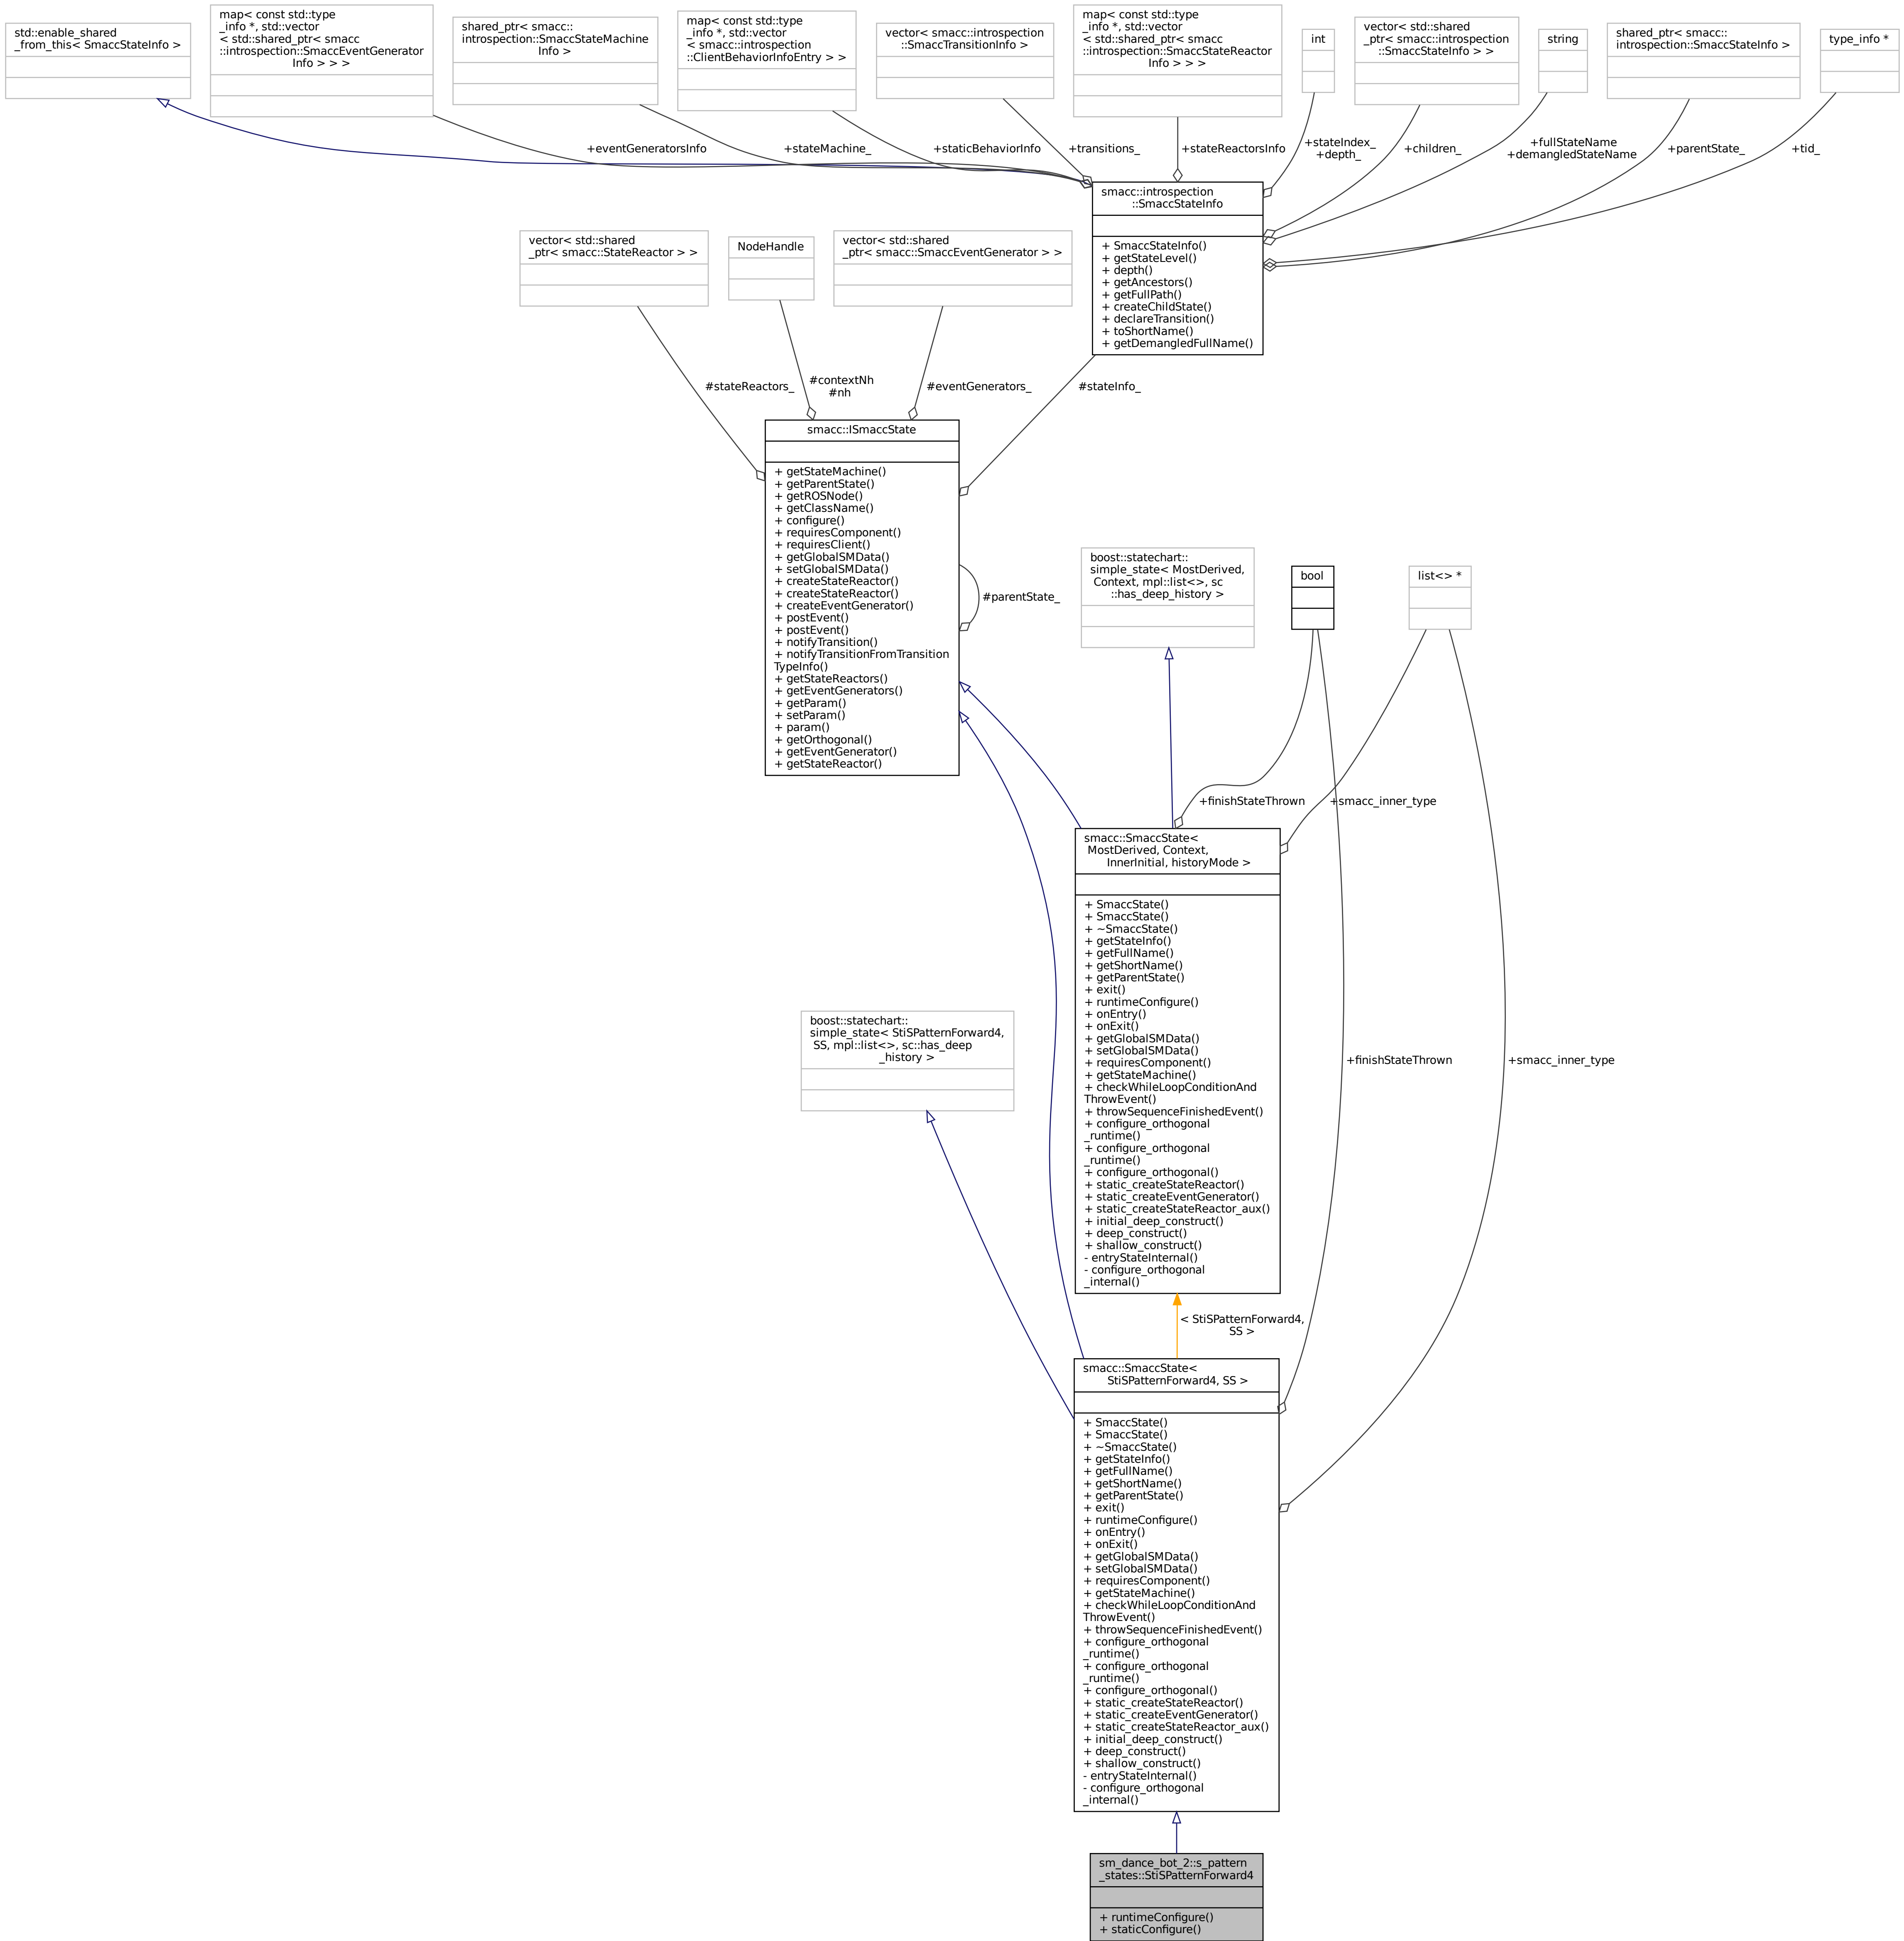 std::enable_shared
_from_this< SmaccStateInfo >
map< const std::type
_info *, std::vector
< std::shared_ptr< smacc
::introspection::SmaccEventGenerator
Info > > >
shared_ptr< smacc::
introspection::SmaccStateMachine
Info >
map< const std::type
_info *, std::vector
< smacc::introspection
::ClientBehaviorInfoEntry > >
vector< smacc::introspection
::SmaccTransitionInfo >
map< const std::type
_info *, std::vector
< std::shared_ptr< smacc
::introspection::SmaccStateReactor
Info > > >
int
vector< std::shared
_ptr< smacc::introspection
::SmaccStateInfo > >
string
shared_ptr< smacc::
introspection::SmaccStateInfo >
type_info *
+eventGeneratorsInfo
+stateMachine_
+staticBehaviorInfo
+transitions_
+stateReactorsInfo
+stateIndex_
+depth_
+children_
+fullStateName
+demangledStateName
+parentState_
+tid_
smacc::introspection
::SmaccStateInfo
+ SmaccStateInfo()
+ getStateLevel()
+ depth()
+ getAncestors()
+ getFullPath()
+ createChildState()
+ declareTransition()
+ toShortName()
+ getDemangledFullName()
vector< std::shared
_ptr< smacc::StateReactor > >
NodeHandle
vector< std::shared
_ptr< smacc::SmaccEventGenerator > >
#stateReactors_
#contextNh
#nh
#eventGenerators_
#stateInfo_
smacc::ISmaccState
+ getStateMachine()
+ getParentState()
+ getROSNode()
+ getClassName()
+ configure()
+ requiresComponent()
+ requiresClient()
+ getGlobalSMData()
+ setGlobalSMData()
+ createStateReactor()
+ createStateReactor()
+ createEventGenerator()
+ postEvent()
+ postEvent()
+ notifyTransition()
+ notifyTransitionFromTransition
TypeInfo()
+ getStateReactors()
+ getEventGenerators()
+ getParam()
+ setParam()
+ param()
+ getOrthogonal()
+ getEventGenerator()
+ getStateReactor()
#parentState_
boost::statechart::
simple_state< MostDerived,
Context, mpl::list<>, sc
::has_deep_history >
bool
list<> *
+finishStateThrown
+smacc_inner_type
smacc::SmaccState<
MostDerived, Context,
InnerInitial, historyMode >
+ SmaccState()
+ SmaccState()
+ ~SmaccState()
+ getStateInfo()
+ getFullName()
+ getShortName()
+ getParentState()
+ exit()
+ runtimeConfigure()
+ onEntry()
+ onExit()
+ getGlobalSMData()
+ setGlobalSMData()
+ requiresComponent()
+ getStateMachine()
+ checkWhileLoopConditionAnd
ThrowEvent()
+ throwSequenceFinishedEvent()
+ configure_orthogonal
_runtime()
+ configure_orthogonal
_runtime()
+ configure_orthogonal()
+ static_createStateReactor()
+ static_createEventGenerator()
+ static_createStateReactor_aux()
+ initial_deep_construct()
+ deep_construct()
+ shallow_construct()
- entryStateInternal()
- configure_orthogonal
_internal()
boost::statechart::
simple_state< StiSPatternForward4,
SS, mpl::list<>, sc::has_deep
_history >
+finishStateThrown
+smacc_inner_type
< StiSPatternForward4,
SS >
smacc::SmaccState<
StiSPatternForward4, SS >
+ SmaccState()
+ SmaccState()
+ ~SmaccState()
+ getStateInfo()
+ getFullName()
+ getShortName()
+ getParentState()
+ exit()
+ runtimeConfigure()
+ onEntry()
+ onExit()
+ getGlobalSMData()
+ setGlobalSMData()
+ requiresComponent()
+ getStateMachine()
+ checkWhileLoopConditionAnd
ThrowEvent()
+ throwSequenceFinishedEvent()
+ configure_orthogonal
_runtime()
+ configure_orthogonal
_runtime()
+ configure_orthogonal()
+ static_createStateReactor()
+ static_createEventGenerator()
+ static_createStateReactor_aux()
+ initial_deep_construct()
+ deep_construct()
+ shallow_construct()
- entryStateInternal()
- configure_orthogonal
_internal()
sm_dance_bot_2::s_pattern
_states::StiSPatternForward4
+ runtimeConfigure()
+ staticConfigure()